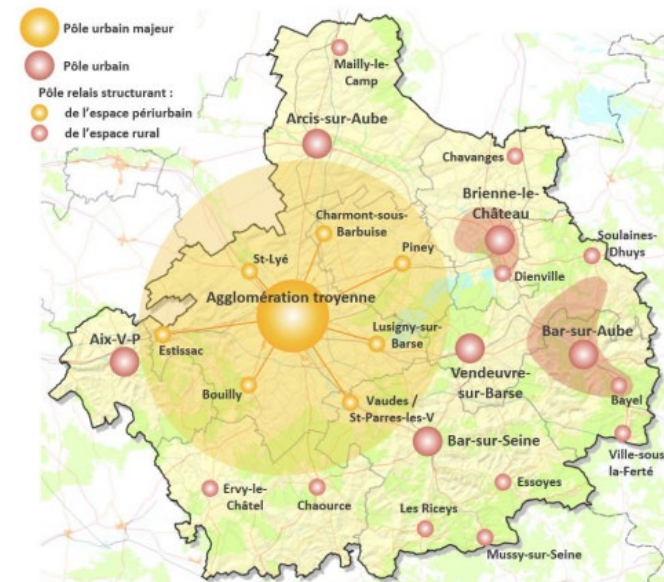 Pôle urbain majeur
Pôle urbain
Pôle relais structurant :
de l'espace périurbain
de l'espace rural
Mailly-le-
Camp
Arcis-sur-Aube
Chavanges
Brienne-le-
Château
Charmont-sous-
Barbuise
Soulaines-
Dhuys
St-Lyé
Piney
Dienville
Agglomération troyenne
Bar-sur-Aube
Aix-V-P
Estissac
Lusigny-sur-
Barse
Vendeuvre-
sur-Barse
Bouilly
Bayel
Vaudes /
St-Parres-les-V
Bar-sur-Seine
Ville-sous
la-Ferté
Ervy-le-
Châtel
Chaource
Essoyes
Les Riceys
Mussy-sur-Seine